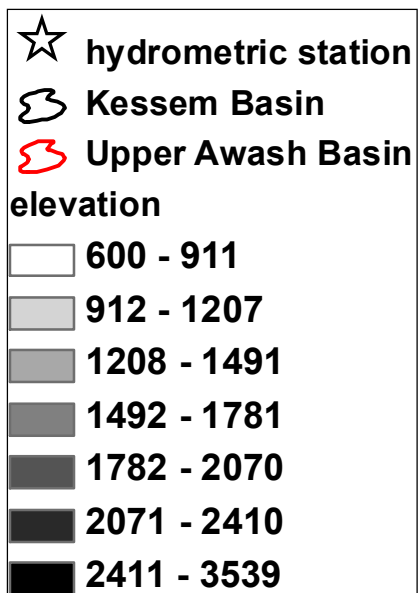 hydrometric station
Kessem Basin
Upper Awash Basin
elevation
600 - 911
912 - 1207
1208 - 1491
1492 - 1781
1782 - 2070
2071 - 2410
2411 - 3539